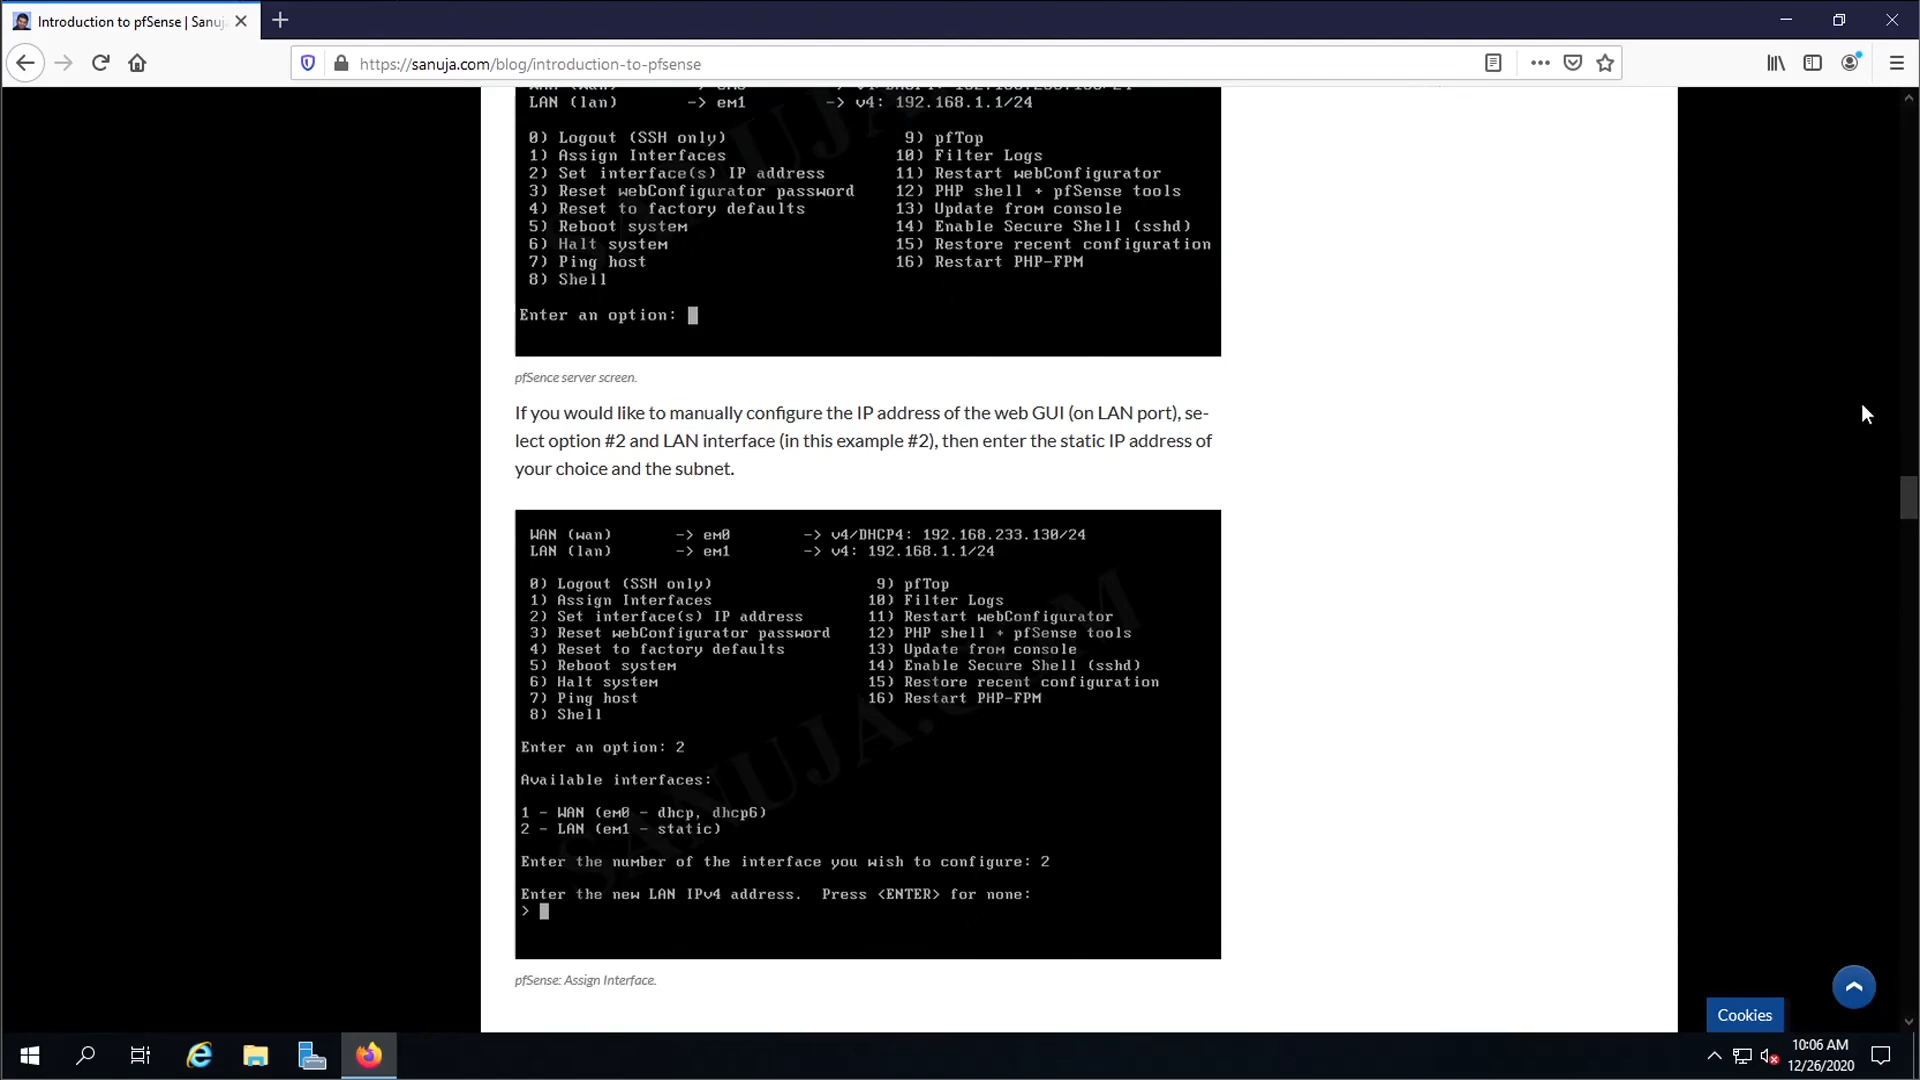 Introduction to pfSense | Sanuj
https://sanuja.com/blog/introduction-to-pfsense
LAN (lan) -> em1 -> v4: 192.168.1.1/24
0) Logout (SSH only) 9) pfTop
1) Assign Interfaces 10) Filter Logs
2) Set interface(s) IP address 11) Restart webConfigurator
3) Reset webConfigurator password 12) PHP shell + pfSense tools
4) Reset to factory defaults 13) Update from console
5) Reboot system 14) Enable Secure Shell (sshd)
6) Halt system 15) Restore recent configuration
7) Ping host 16) Restart PHP-FPM
8) Shell
Enter an option:
pfSence server screen.
If you would like to manually configure the IP address of the web GUI (on LAN port), se-
lect option #2 and LAN interface (in this example #2), then enter the static IP address of
your choice and the subnet.
WAN (wan) -> em0 -> v4/DHCP4: 192.168.233.130/24
LAN (lan) -> em1 -> v4: 192.168.1.1/24
0) Logout (SSH only) 9) pfTop
1) Assign Interfaces 10) Filter Logs
2) Set interface(s) IP address 11) Restart webConfigurator
3) Reset webConfigurator password 12) PHP shell + pfSense tools
4) Reset to factory defaults 13) Update from console
5) Reboot system 14) Enable Secure Shell (sshd)
6) Halt system 15) Restore recent configuration
7) Ping host 16) Restart PHP-FPM
8) Shell
Enter an option: 2
Available interfaces:
1 - WAN (em0 - dhcp, dhcp6)
2 - LAN (em1 - static)
Enter the number of the interface you wish to configure: 2
Enter the new LAN IPv4 address. Press <ENTER> for none:
>
SANUJA.COM
pfSense: Assign Interface.
Cookies
10:06 AM
12/26/2020